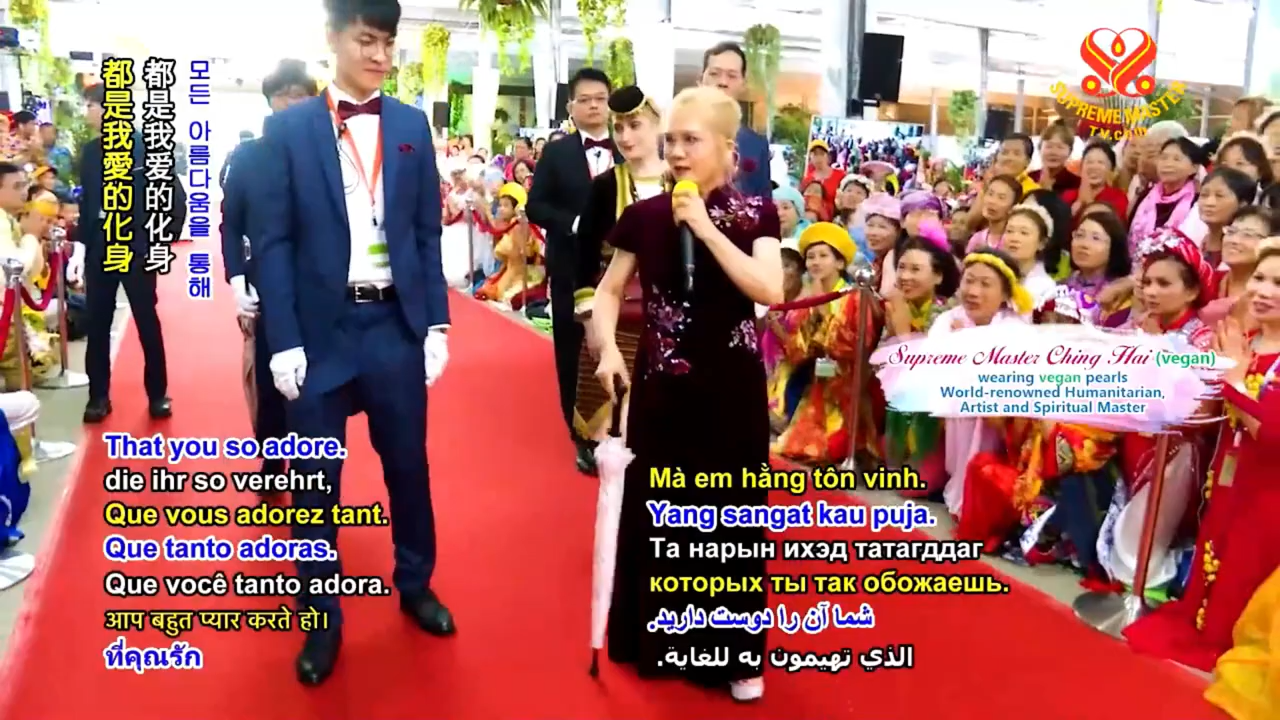 都是我愛的化身
都是我爱的化身
모든 아름다움을 통해
SUPREME MASTER
TV.com
Supreme Master Ching Hai (vegan)
wearing vegan pearls
World-renowned Humanitarian,
Artist and Spiritual Master
That you so adore.
die ihr so verehrt,
Que vous adorez tant.
Que tanto adoras.
Que você tanto adora.
आप बहुत प्यार करते हो।
ที่คุณรัก
Mà em hằng tôn vinh.
Yang sangat kau puja.
Та нарын ихэд татагддаг
которых ты так обожаешь.
شما آن را دوست دارید.
الذي تهيمون به للغاية.